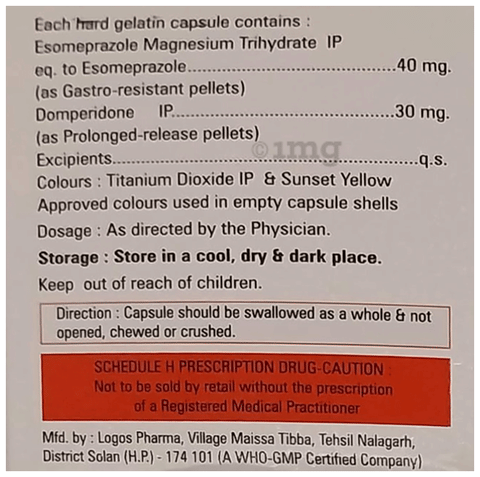 Each hard gelatin capsule contains :
Esomeprazole Magnesium Trihydrate IP
eq. to Esomeprazole..............................40 mg.
(as Gastro-resistant pellets)
Domperidone IP................................30 mg.
(as Prolonged-release pellets)
Excipients............................................q.s.
©1mg
Colours : Titanium Dioxide IP & Sunset Yellow
Approved colours used in empty capsule shells
Dosage : As directed by the Physician.
Storage : Store in a cool, dry & dark place.
Keep out of reach of children.
Direction : Capsule should be swallowed as a whole & not
opened, chewed or crushed.
SCHEDULE H PRESCRIPTION DRUG-CAUTION :
Not to be sold by retail without the prescription
of a Registered Medical Practitioner
Mfd. by : Logos Pharma, Village Maissa Tibba, Tehsil Nalagarh,
District Solan (H.P.) - 174 101 (A WHO-GMP Certified Company)